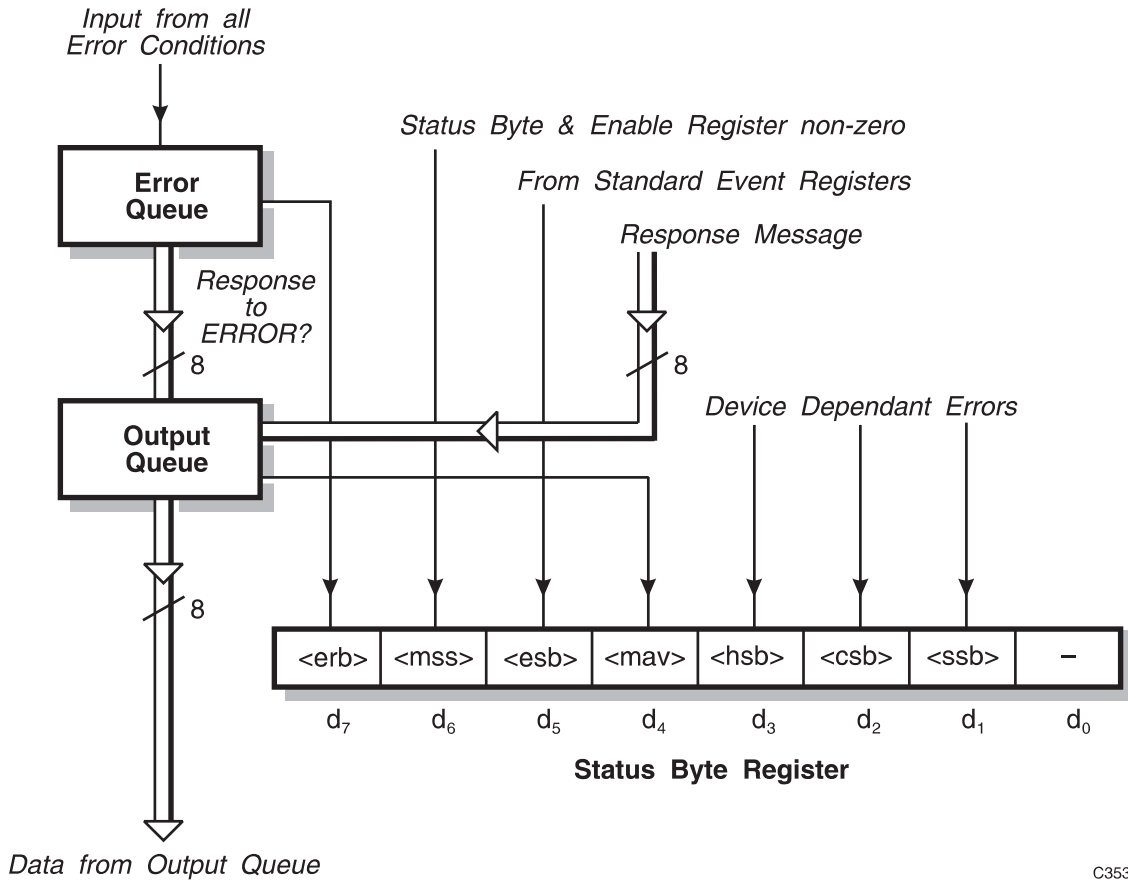 Input from all
Error Conditions
Status Byte & Enable Register non-zero
From Standard Event Registers
Response Message
Error
Queue
Response
to
ERROR?
8
8
Device Dependant Errors
Output
Queue
8
<erb> <mss> <esb> <mav> <hsb> <csb> <ssb> –
d₇ d₆ d₅ d₄ d₃ d₂ d₁ d₀
Status Byte Register
Data from Output Queue
C353